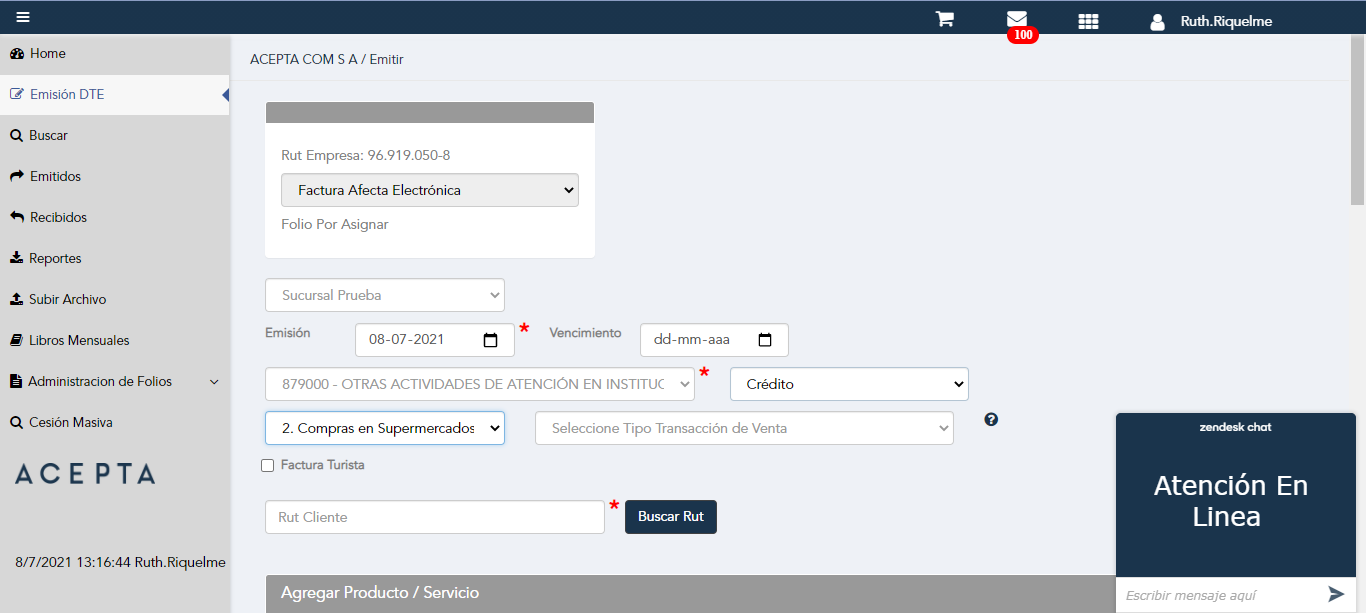 100
Ruth.Riquelme
Home
Emisión DTE
Buscar
Emitidos
Recibidos
Reportes
Subir Archivo
Libros Mensuales
Administracion de Folios
Cesión Masiva
ACEPTA
8/7/2021 13:16:44 Ruth.Riquelme
ACEPTA COM S A / Emitir
Rut Empresa: 96.919.050-8
Factura Afecta Electrónica
Folio Por Asignar
Sucursal Prueba
Emisión 08-07-2021 * Vencimiento dd-mm-aaa
879000 - OTRAS ACTIVIDADES DE ATENCIÓN EN INSTITUC * Crédito
2. Compras en Supermercados Seleccione Tipo Transacción de Venta ?
Factura Turista
Rut Cliente * Buscar Rut
Agregar Producto / Servicio
zendesk chat
Atención En
Linea
Escribir mensaje aquí